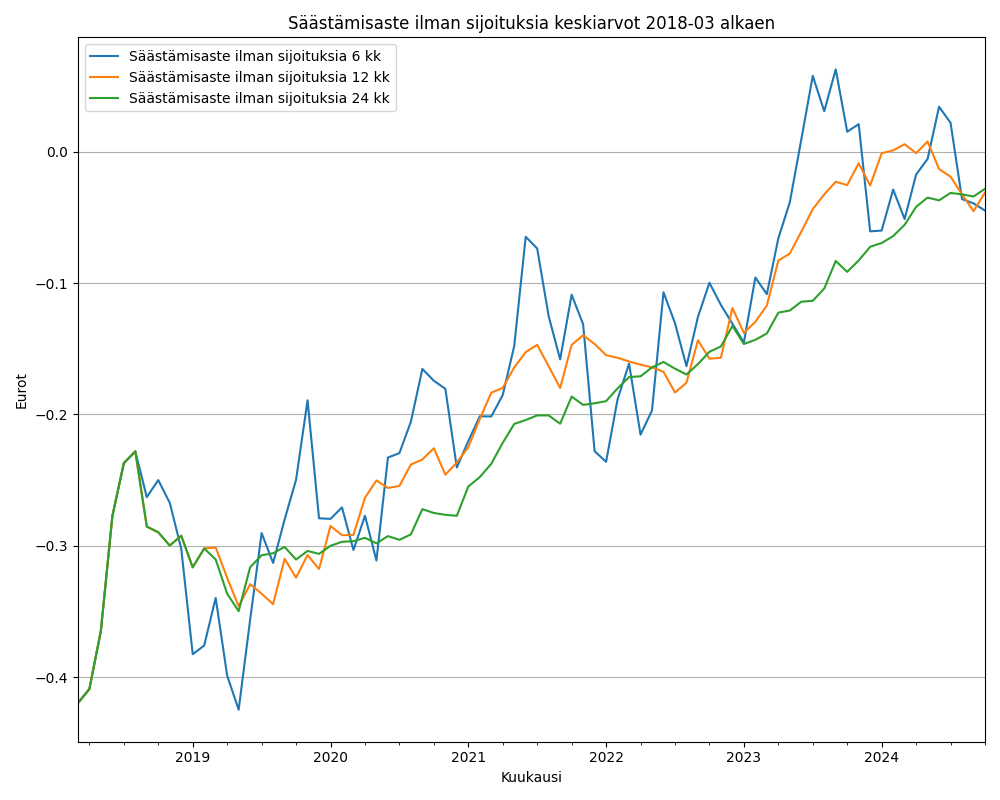 Säästämisaste ilman sijoituksia keskiarvot 2018-03 alkaen
Säästämisaste ilman sijoituksia 6 kk
Säästämisaste ilman sijoituksia 12 kk
Säästämisaste ilman sijoituksia 24 kk
0.0
−0.1
−0.2
−0.3
−0.4
Eurot
2019 2020 2021 2022 2023 2024
Kuukausi